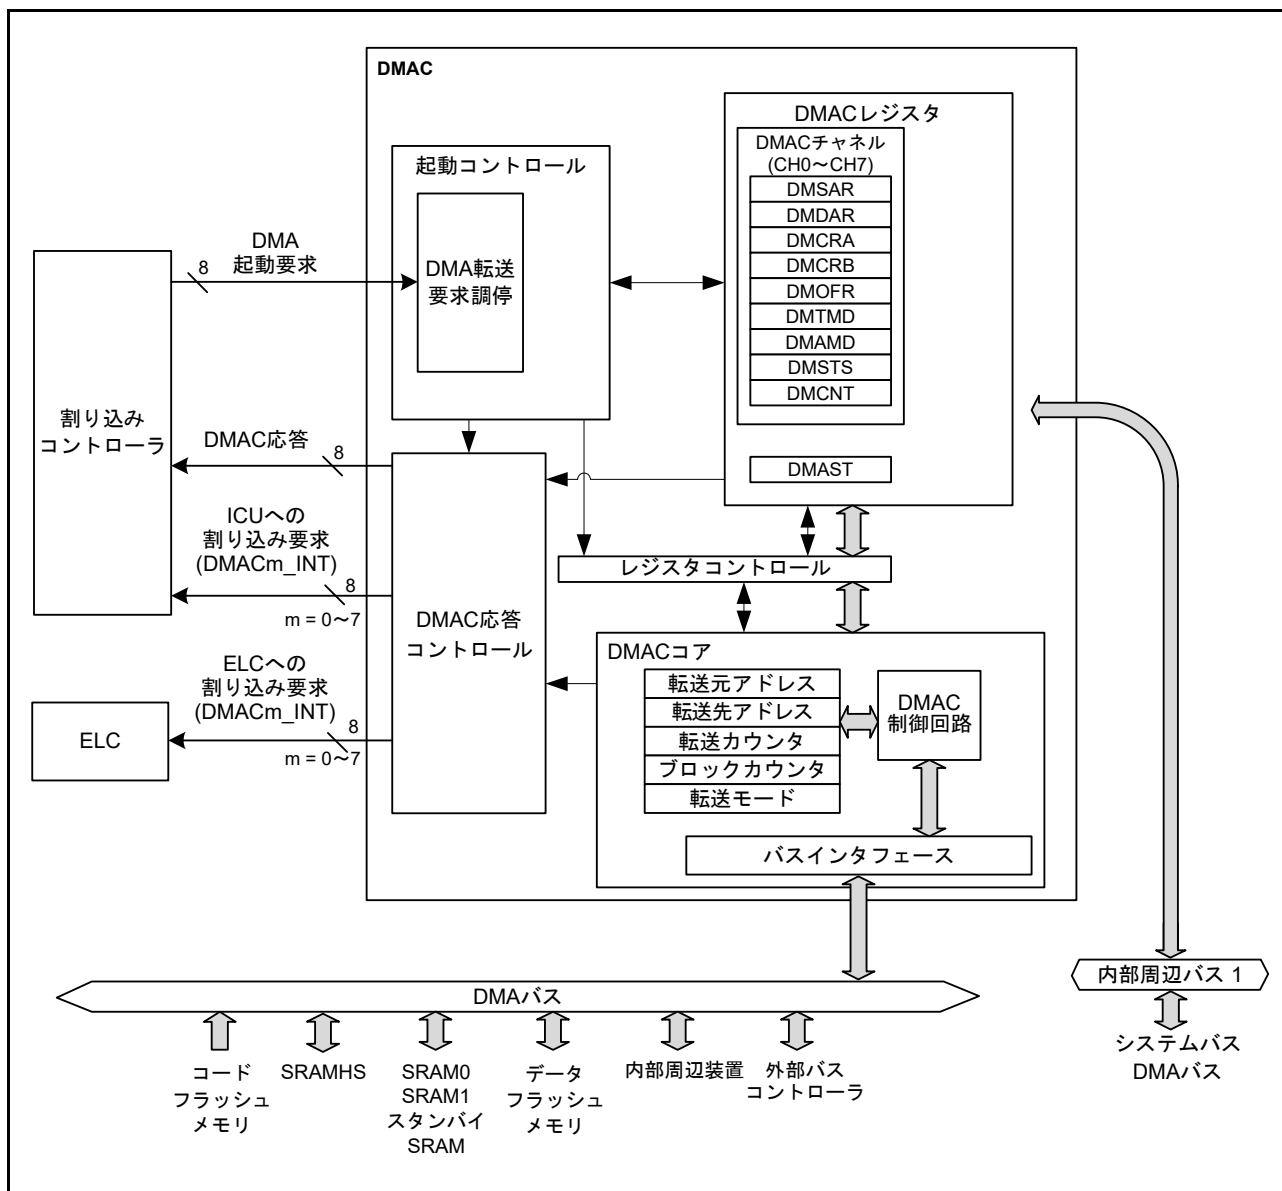 DMAC
DMACレジスタ
DMACチャネル
(CH0～CH7)
DMSAR
DMDAR
DMCRA
DMCRB
DMOFR
DMTMD
DMAMD
DMSTS
DMCNT
DMAST
起動コントロール
DMA転送
要求調停
DMA
起動要求
8
割り込み
コントローラ
DMAC応答
8
ICUへの
割り込み要求
(DMACm_INT)
8
m = 0～7
DMAC応答
コントロール
レジスタコントロール
ELCへの
割り込み要求
(DMACm_INT)
8
m = 0～7
ELC
DMACコア
転送元アドレス
転送先アドレス
転送カウンタ
ブロックカウンタ
転送モード
DMAC
制御回路
バスインタフェース
内部周辺バス 1
システムバス
DMAバス
DMAバス
コード
フラッシュ
メモリ
SRAMHS
SRAM0
SRAM1
スタンバイ
SRAM
データ
フラッシュ
メモリ
内部周辺装置
外部バス
コントローラ